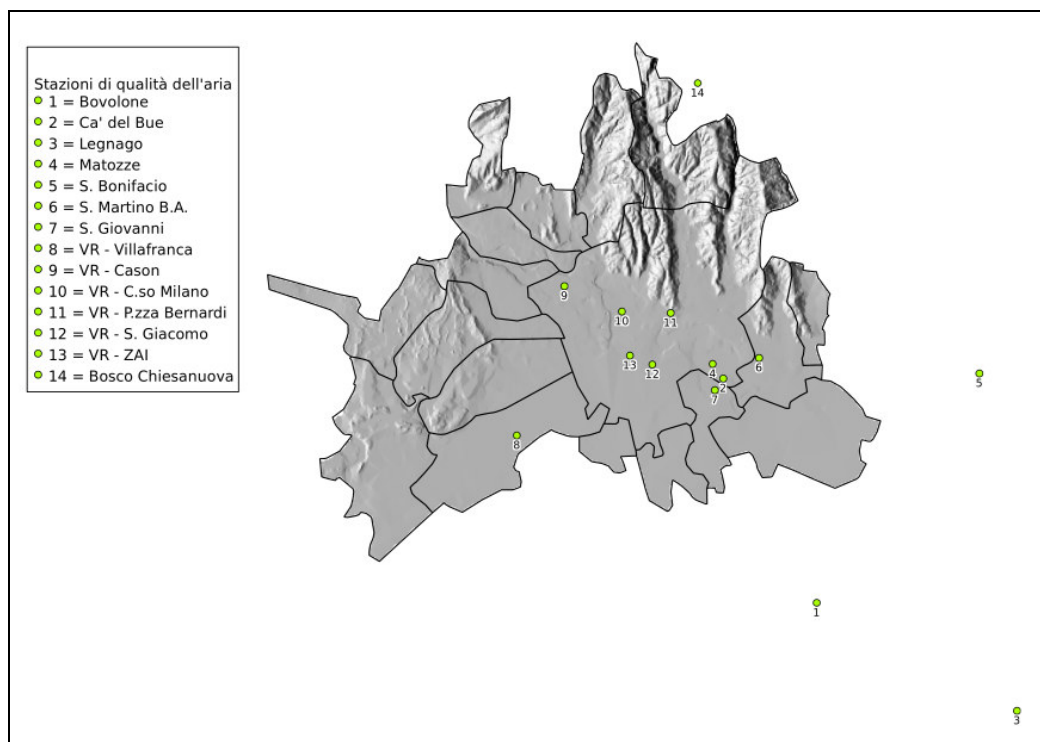 Stazioni di qualità dell'aria
1 = Bovolone
2 = Ca' del Bue
3 = Legnago
4 = Matozze
5 = S. Bonifacio
6 = S. Martino B.A.
7 = S. Giovanni
8 = VR - Villafranca
9 = VR - Cason
10 = VR - C.so Milano
11 = VR - P.zza Bernardi
12 = VR - S. Giacomo
13 = VR - ZAI
14 = Bosco Chiesanuova
14
9
10
11
13
12
4
6
2
5
7
8
1
3